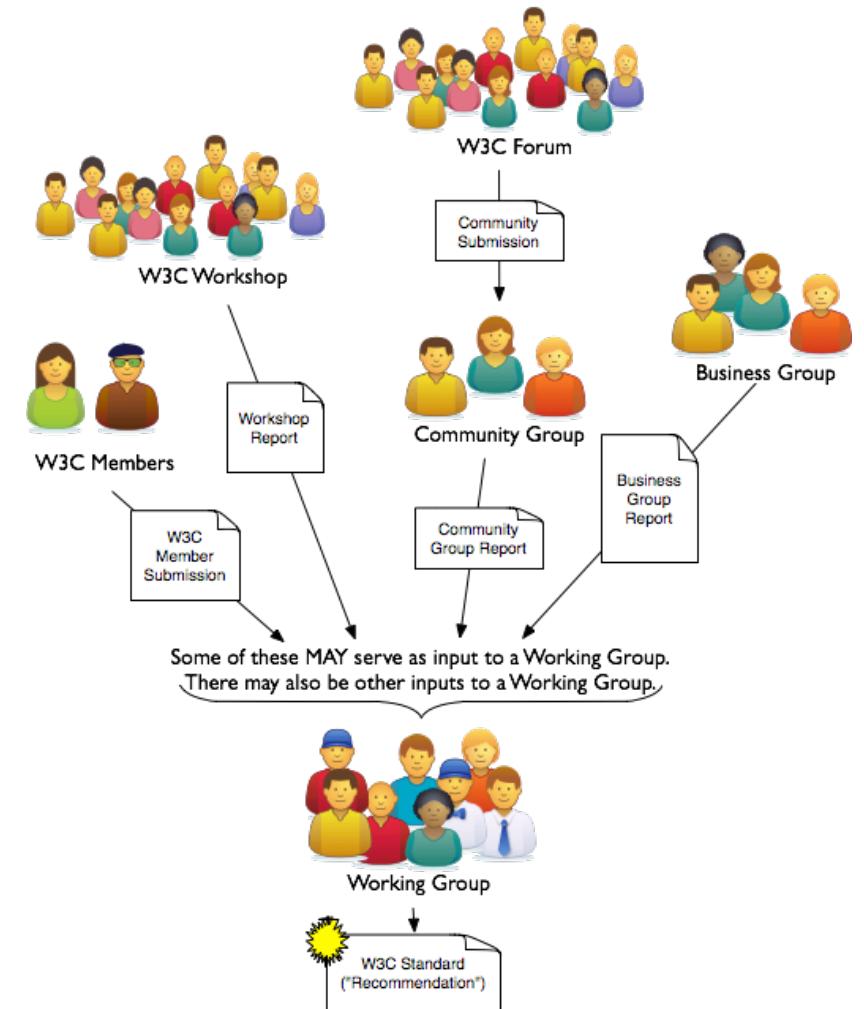 W3C Forum
Community
Submission
W3C Workshop
Business Group
Workshop
Report
Community Group
W3C Members
Business
Group
Report
W3C
Member
Submission
Community
Group Report
Some of these MAY serve as input to a Working Group.
There may also be other inputs to a Working Group.
Working Group
W3C Standard
("Recommendation")